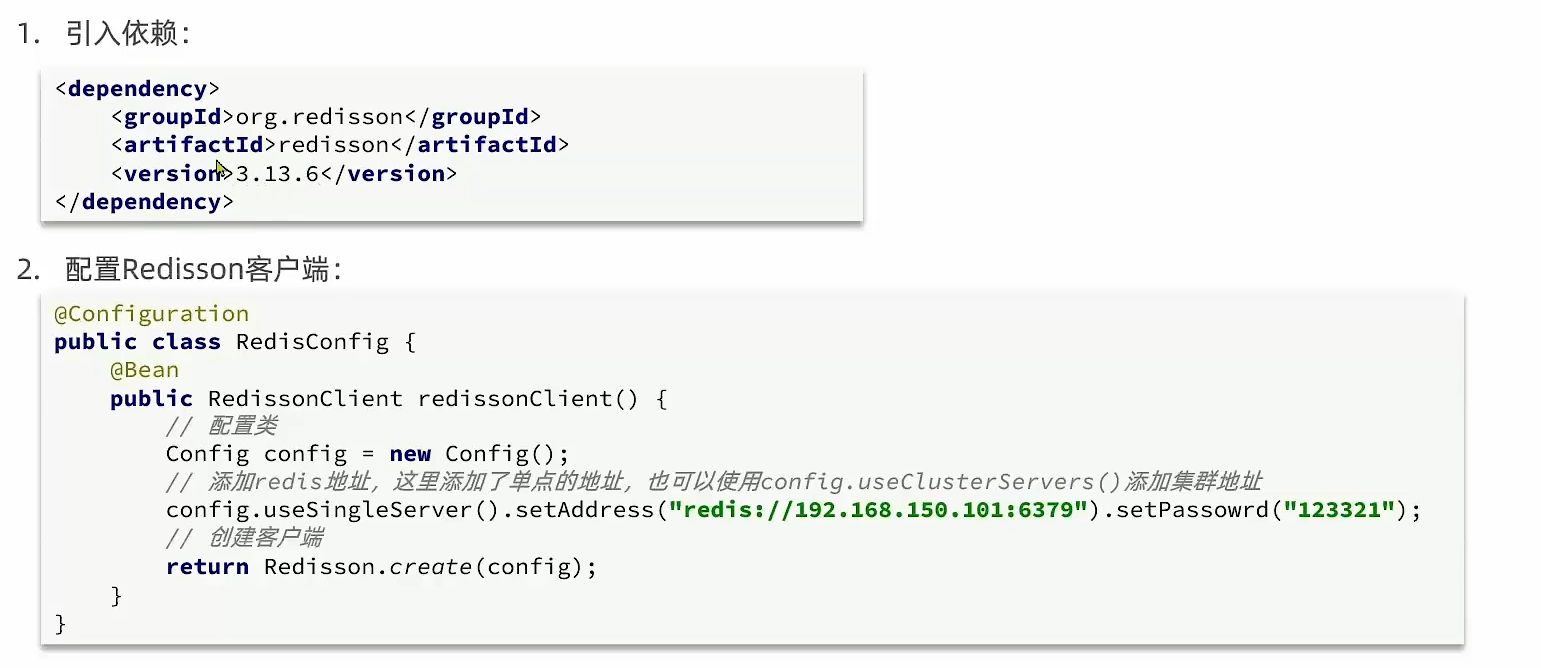 1. 引入依赖：
<dependency>
    <groupId>org.redisson</groupId>
    <artifactId>redisson</artifactId>
    <version>3.13.6</version>
</dependency>
2. 配置Redisson客户端：
@Configuration
public class RedisConfig {
    @Bean
    public RedissonClient redissonClient() {
        // 配置类
        Config config = new Config();
        // 添加redis地址，这里添加了单点的地址，也可以使用config.useClusterServers()添加集群地址
        config.useSingleServer().setAddress("redis://192.168.150.101:6379").setPassowrd("123321");
        // 创建客户端
        return Redisson.create(config);
    }
}